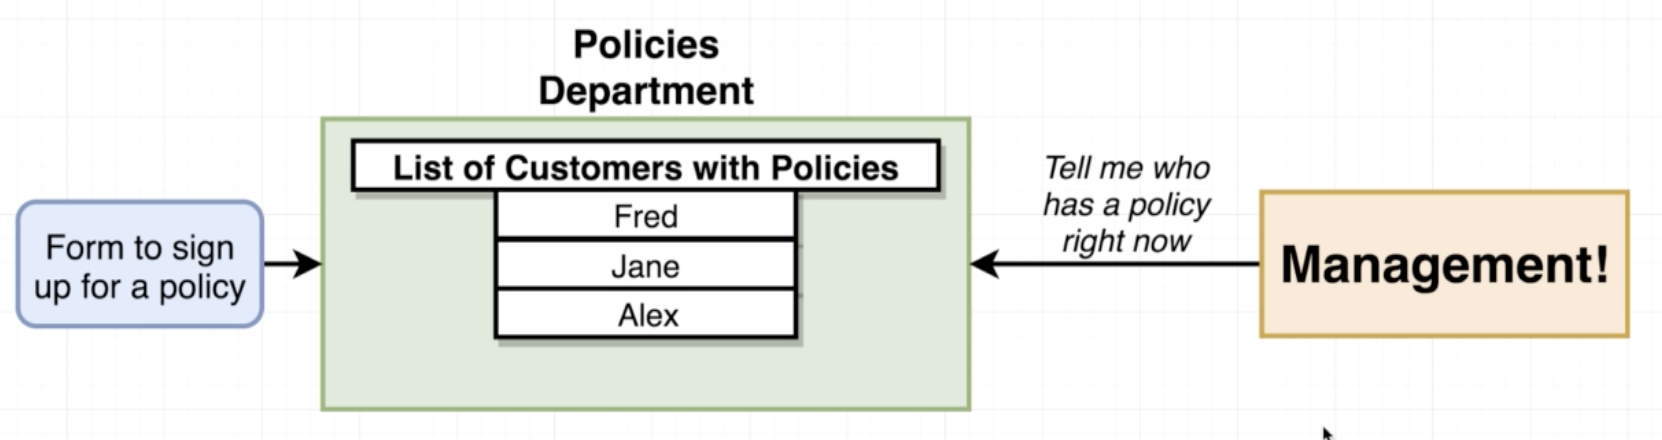 Policies
Department
List of Customers with Policies
Fred
Jane
Alex
Form to sign
up for a policy
Tell me who
has a policy
right now
Management!